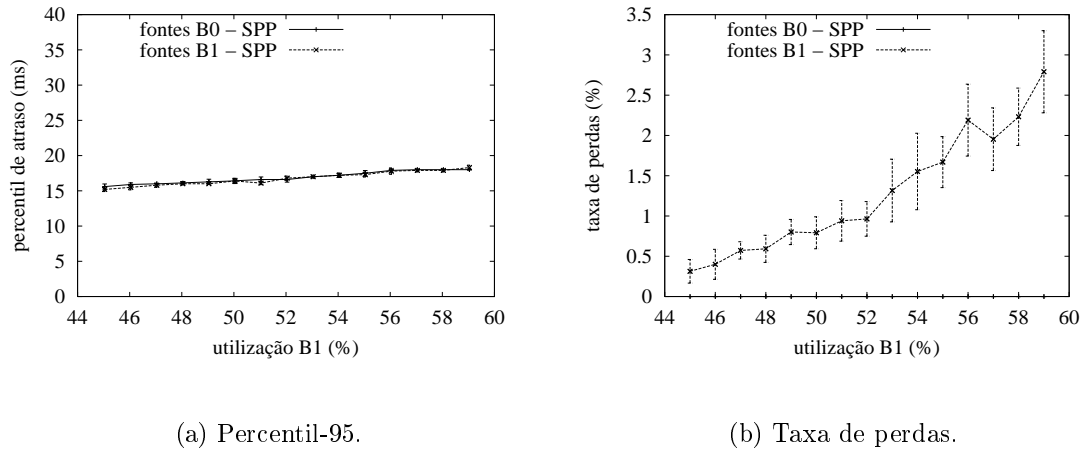 40
35
30
25
20
15
10
5
0
percentil de atraso (ms)
fontes B0 – SPP
fontes B1 – SPP
44 46 48 50 52 54 56 58 60
utilização B1 (%)
(a) Percentil-95.
3.5
3
2.5
2
1.5
1
0.5
0
taxa de perdas (%)
fontes B0 – SPP
fontes B1 – SPP
44 46 48 50 52 54 56 58 60
utilização B1 (%)
(b) Taxa de perdas.